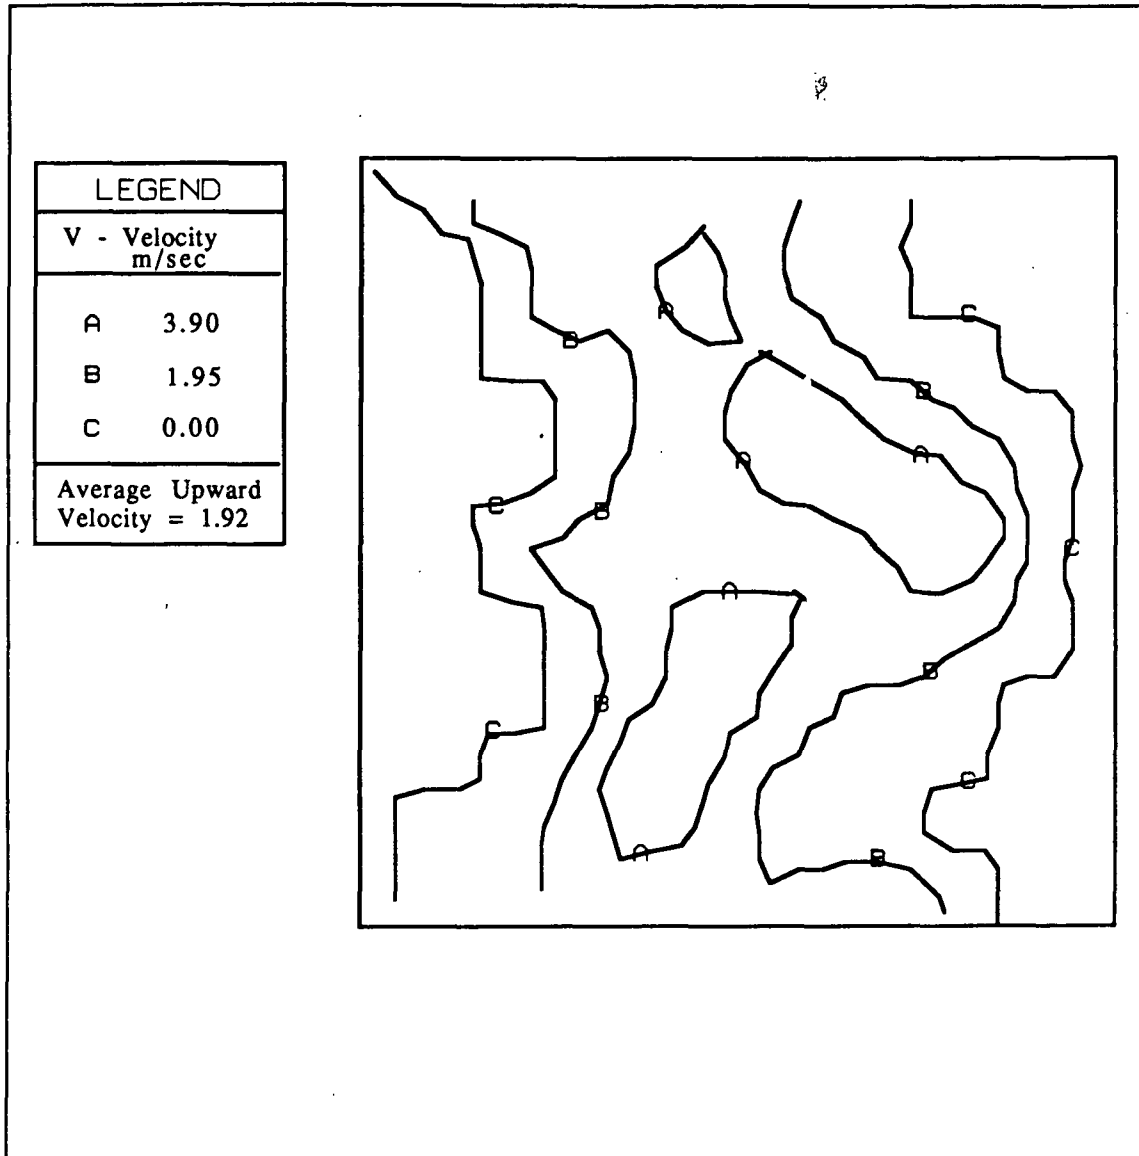 LEGEND
V - Velocity
m/sec
A 3.90
B 1.95
C 0.00
Average Upward
Velocity = 1.92
A
B
C
B
A
A
C
B
C
A
B
B
C
C
A
B